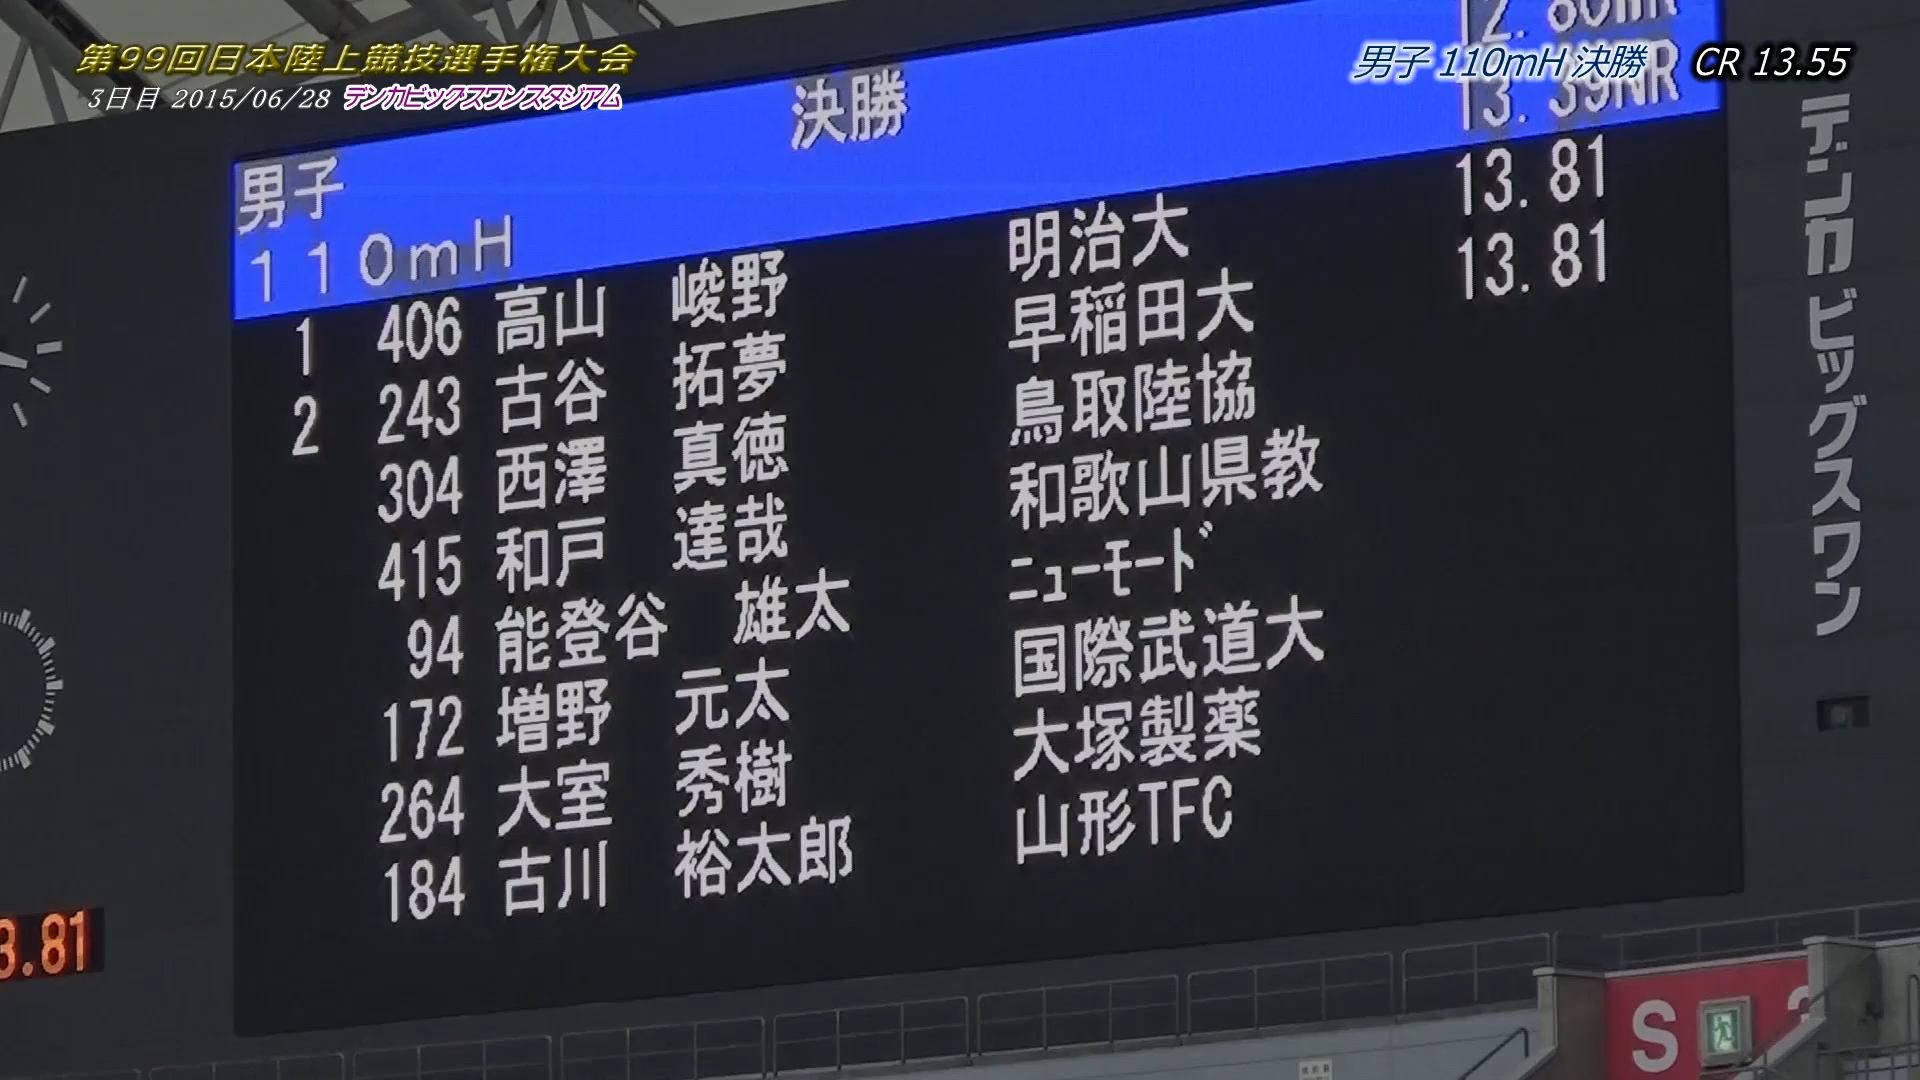 第99回日本陸上競技選手権大会
3日目 2015/06/28 デンカビッグスワンスタジアム
男子 110mH 決勝 CR 13.55
決勝
13.39NR
男子
110mH
1 406 高山 峻野 明治大 13.81
2 243 古谷 拓夢 早稲田大 13.81
304 西澤 真徳 鳥取陸協
415 和戸 達哉 和歌山県教
94 能登谷 雄太 ニューモード
172 増野 元太 国際武道大
264 大室 秀樹 大塚製薬
184 古川 裕太郎 山形TFC
デンカビッグスワン
3.81
S